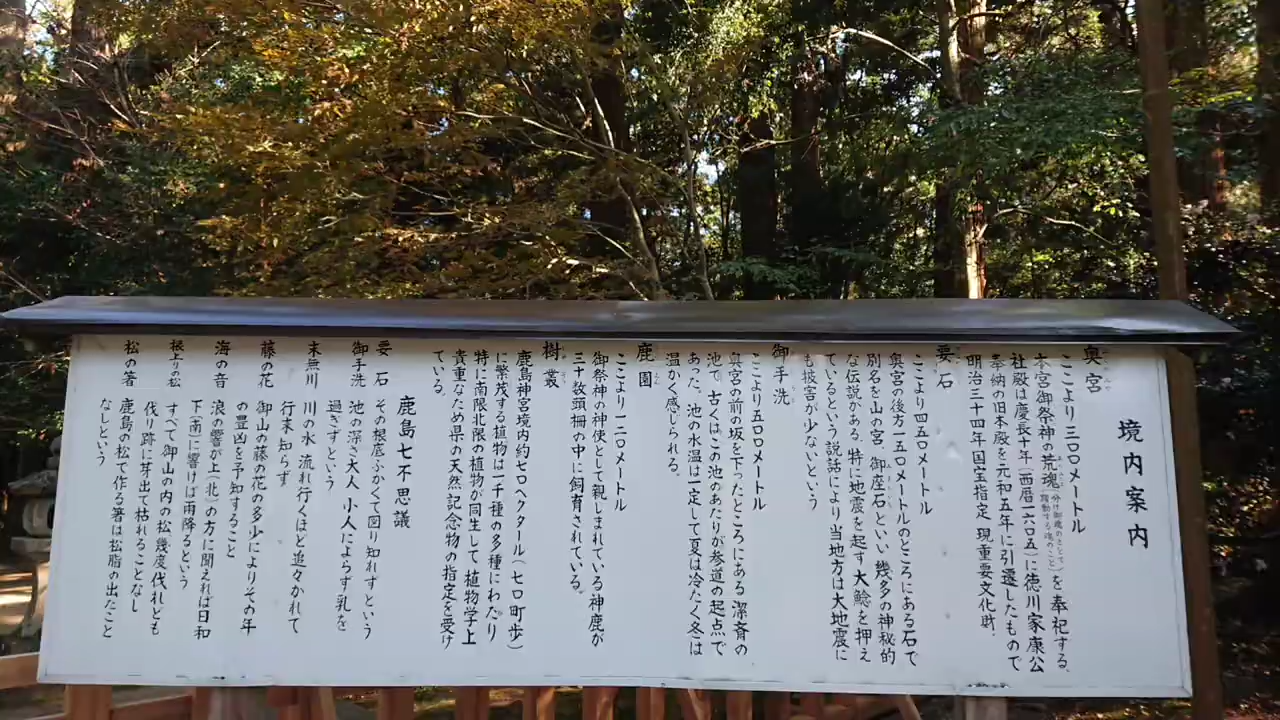 境内案内
奥宮
ここより三〇〇メートル
本宮御祭神の荒魂を奉祀する。
社殿は慶長十年(西暦一六〇五)に徳川家康公
奉納の旧本殿を元和五年に引遷したもので
明治三十四年国宝指定 現重要文化財。
要石
ここより四五〇メートル
奥宮の後方一五〇メートルのところにある石で
別名を山の宮、御座石といい幾多の神秘的
な伝説がある。特に地震を起す大鯰を押え
ているという説話により当地方は大地震に
も披害が少ないという
御手洗
ここより五〇〇メートル
奥宮の前の坂を下ったところにある潔斎の
池で古くはこの池のあたりが参道の起点で
あった。池の水温は一定して夏は冷たく冬は
温かく感じられる。
鹿園
ここより一二〇メートル
御祭神の神使として親しまれている神鹿が
三十数頭柵の中に飼育されている。
樹叢
鹿島神宮境内約七〇ヘクタール(七〇町歩)
に繁茂する植物は一千種の多種にわたり
特に南限北限の植物が同生して植物学上
貴重なため県の天然記念物の指定を受け
ている。
鹿島七不思議
要石 その根底ふかくて図り知れずという
御手洗 池の深さ大人 小人によらず乳を
過ぎずという
末無川 川の水 流れ行くほど追々かれて
行末知らず
藤の花 御山の藤の花の多少によりその年
の豊凶を予知すること
海の音 浪の響が上(北)の方に聞えれば日和
下(南)に響けば雨降るという
根上りの松 すべて御山の内の松幾度伐れども
伐り跡に芽出て枯れることなし
松の箸 鹿島の松で作る箸は松脂の出たこと
なしという